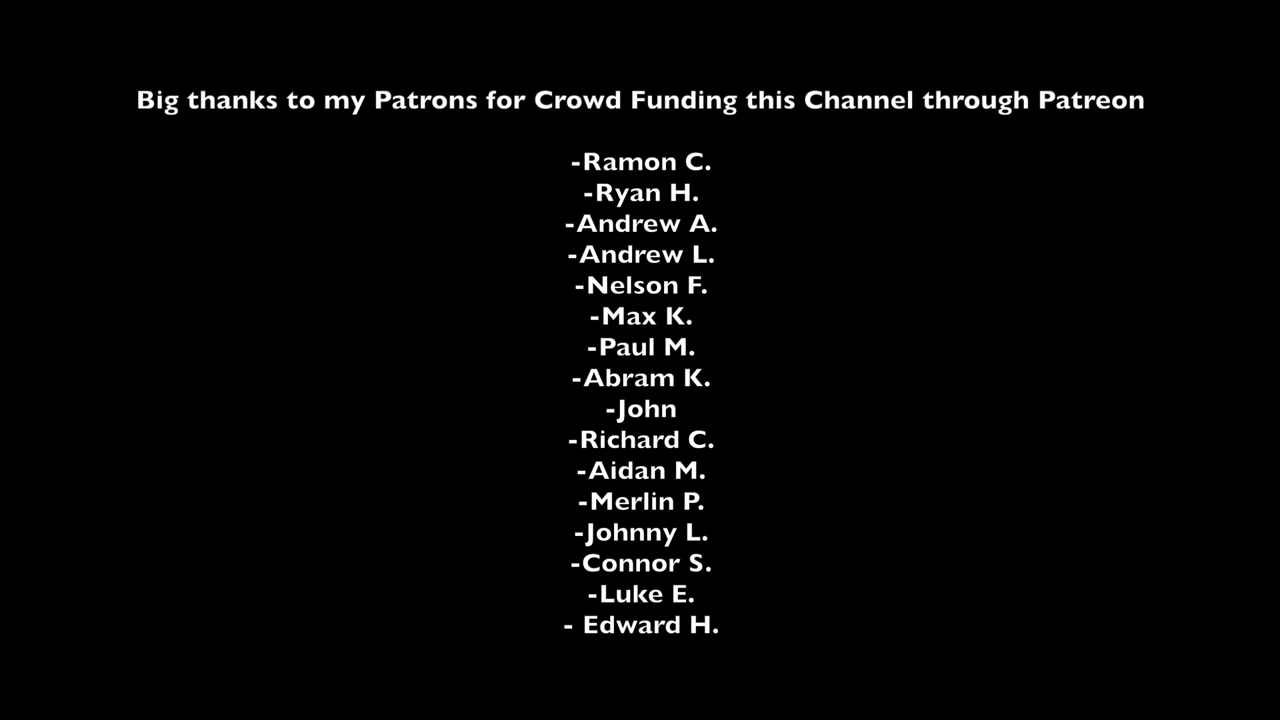 Big thanks to my Patrons for Crowd Funding this Channel through Patreon
-Ramon C.
-Ryan H.
-Andrew A.
-Andrew L.
-Nelson F.
-Max K.
-Paul M.
-Abram K.
-John
-Richard C.
-Aidan M.
-Merlin P.
-Johnny L.
-Connor S.
-Luke E.
- Edward H.